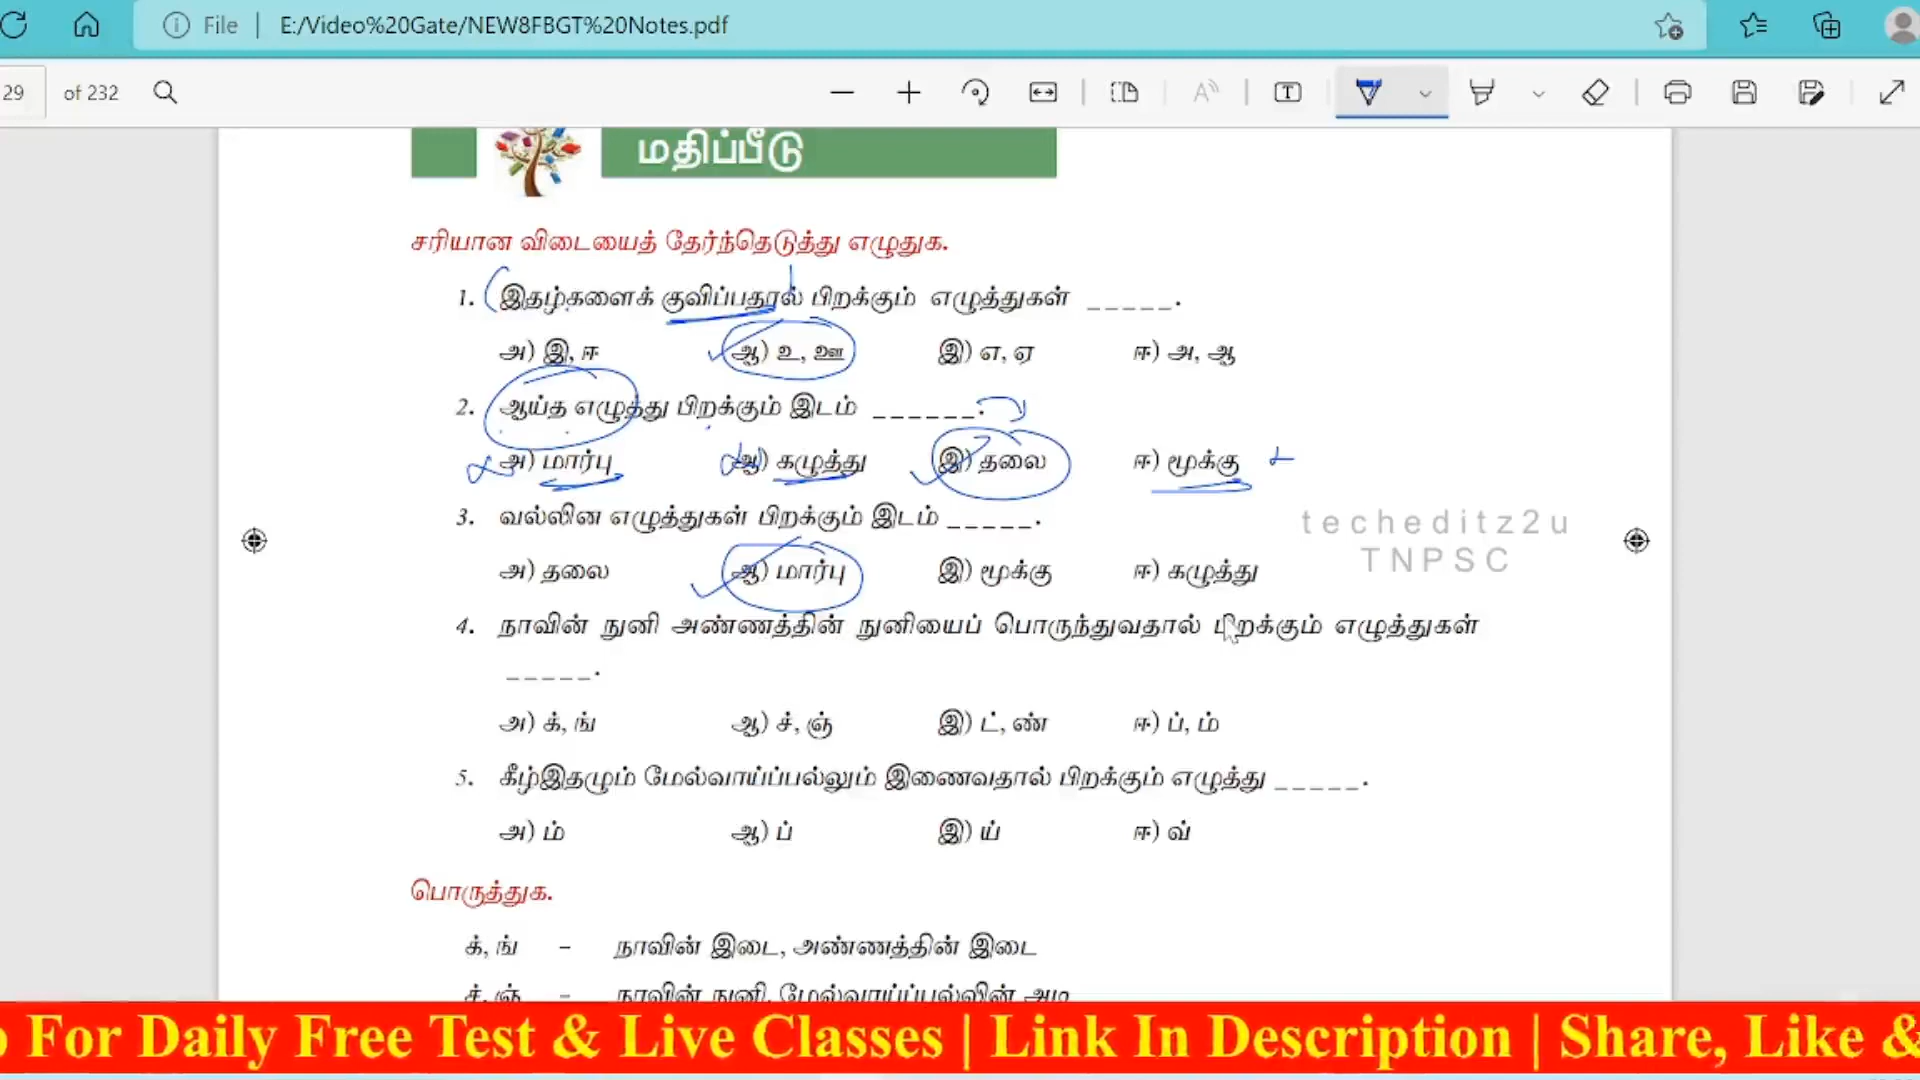 File | E:/Video%20Gate/NEW8FBGT%20Notes.pdf
29 of 232
மதிப்பீடு
சரியான விடையைத் தேர்ந்தெடுத்து எழுதுக.
1. இதழ்களைக் குவிப்பதால் பிறக்கும் எழுத்துகள் _____.
அ) இ, ஈ ஆ) உ, ஊ இ) எ, ஏ ஈ) அ, ஆ
2. ஆய்த எழுத்து பிறக்கும் இடம் ______.
அ) மார்பு ஆ) கழுத்து இ) தலை ஈ) மூக்கு
3. வல்லின எழுத்துகள் பிறக்கும் இடம் _____.
அ) தலை ஆ) மார்பு இ) மூக்கு ஈ) கழுத்து
techeditz2u
TNPSC
4. நாவின் நுனி அண்ணத்தின் நுனியைப் பொருந்துவதால் பிறக்கும் எழுத்துகள்
_____.
அ) க், ங் ஆ) ச், ஞ் இ) ட், ண் ஈ) ப், ம்
5. கீழ்இதழும் மேல்வாய்ப்பல்லும் இணைவதால் பிறக்கும் எழுத்து _____.
அ) ம் ஆ) ப் இ) ய் ஈ) வ்
பொருத்துக.
க், ங் – நாவின் இடை, அண்ணத்தின் இடை
ச், ஞ் – நாவின் நுனி, மேல்வாய்ப்பல்லின் அடி
For Daily Free Test & Live Classes | Link In Description | Share, Like &